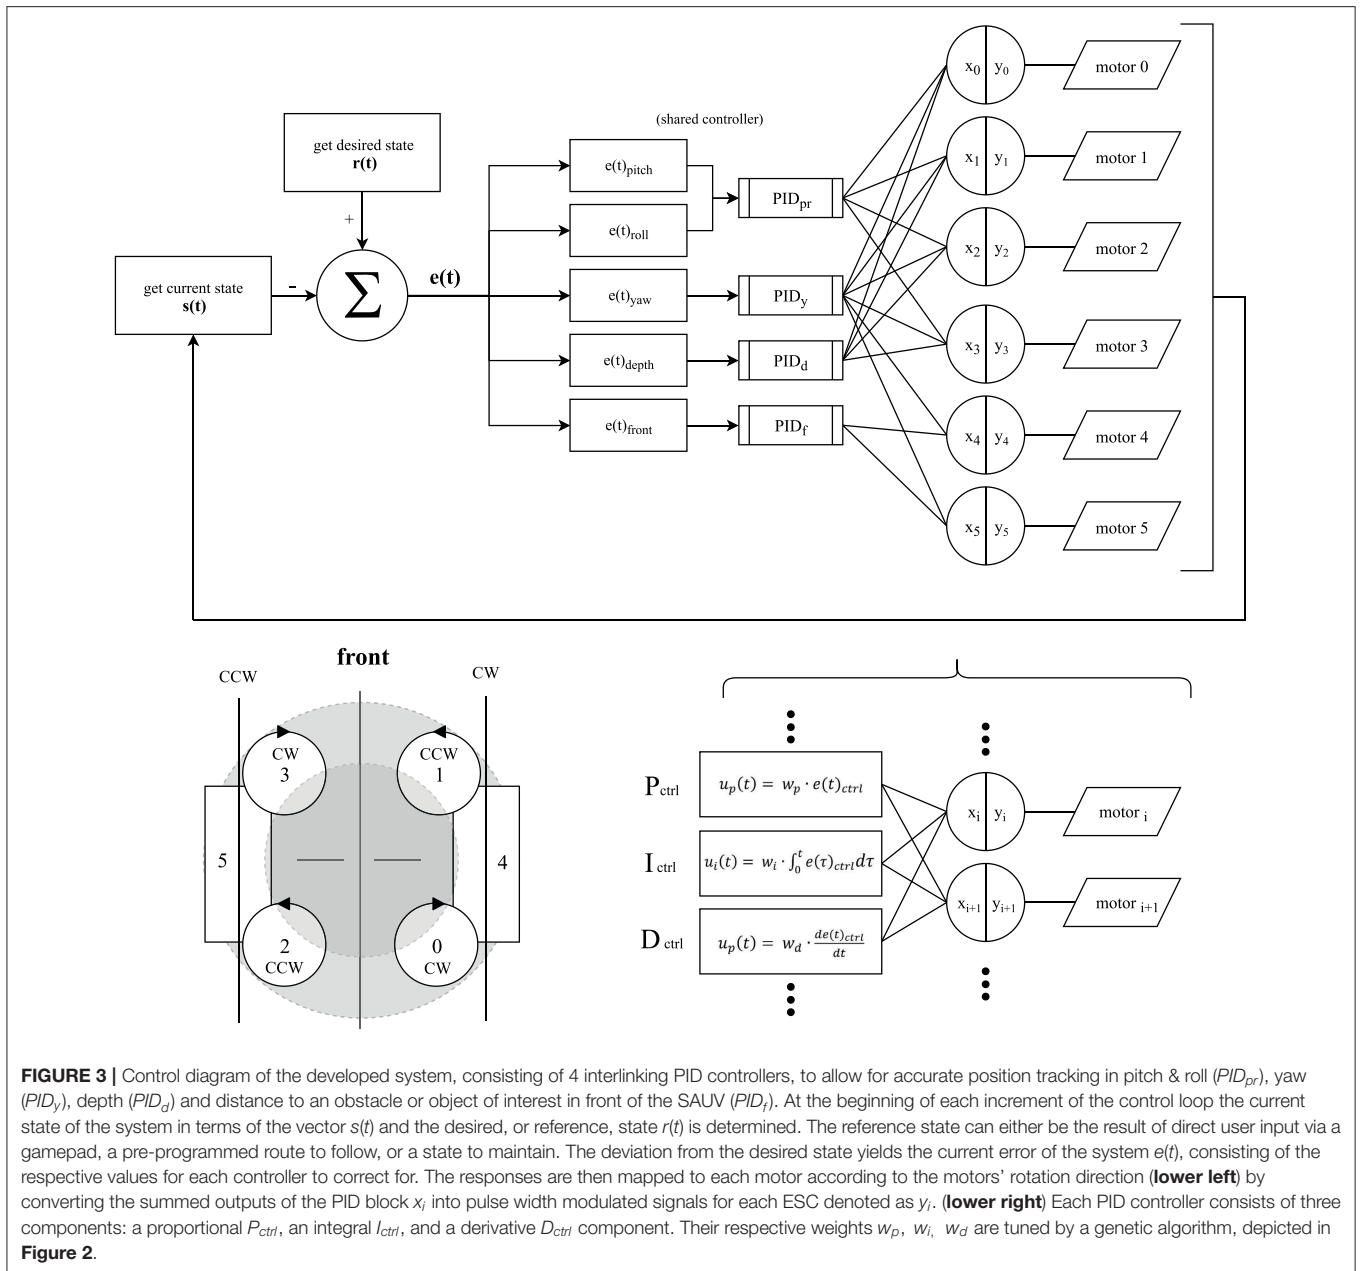 (shared controller)
get desired state
r(t)
+
get current state
s(t)
-
Σ
e(t)
e(t)pitch
e(t)roll
e(t)yaw
e(t)depth
e(t)front
PIDpr
PIDy
PIDd
PIDf
x0 y0
motor 0
x1 y1
motor 1
x2 y2
motor 2
x3 y3
motor 3
x4 y4
motor 4
x5 y5
motor 5
front
CCW
CW
CW
3
CCW
1
5
4
2
CCW
0
CW
Pctrl
up(t) = wp · e(t)ctrl
I ctrl
ui(t) = wi · ∫0t e(τ)ctrldτ
D ctrl
up(t) = wd · de(t)ctrl/dt
xi yi
motor i
xi+1 yi+1
motor i+1
FIGURE 3 | Control diagram of the developed system, consisting of 4 interlinking PID controllers, to allow for accurate position tracking in pitch & roll (PIDpr), yaw
(PIDy), depth (PIDd) and distance to an obstacle or object of interest in front of the SAUV (PIDf). At the beginning of each increment of the control loop the current
state of the system in terms of the vector s(t) and the desired, or reference, state r(t) is determined. The reference state can either be the result of direct user input via a
gamepad, a pre-programmed route to follow, or a state to maintain. The deviation from the desired state yields the current error of the system e(t), consisting of the
respective values for each controller to correct for. The responses are then mapped to each motor according to the motors' rotation direction (lower left) by
converting the summed outputs of the PID block xi into pulse width modulated signals for each ESC denoted as yi. (lower right) Each PID controller consists of three
components: a proportional Pctrl, an integral Ictrl, and a derivative Dctrl component. Their respective weights wp, wi, wd are tuned by a genetic algorithm, depicted in
Figure 2.